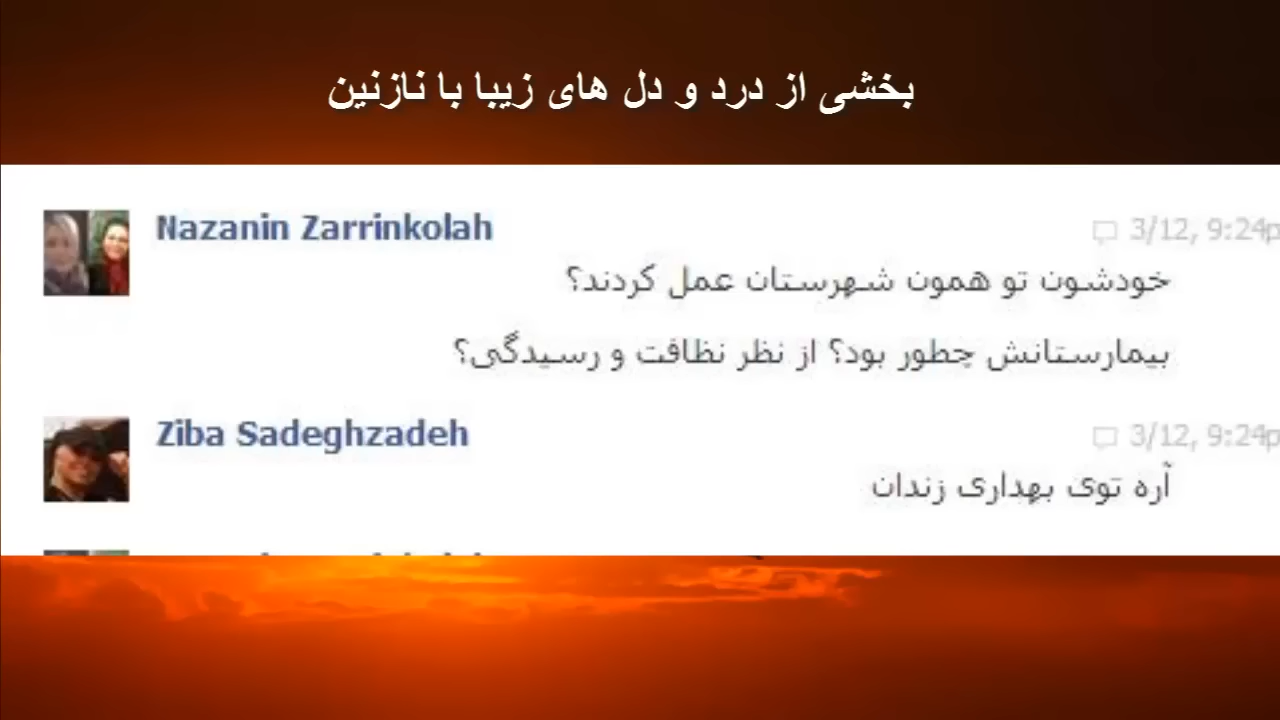 بخشی از درد و دل های زیبا با نازنین
Nazanin Zarrinkolah
3/12, 9:24p
خودشون تو همون شهرستان عمل کردند؟
بیمارستانش چطور بود؟ از نظر نظافت و رسیدگی؟
Ziba Sadeghzadeh
3/12, 9:24p
آره توی بهداری زندان